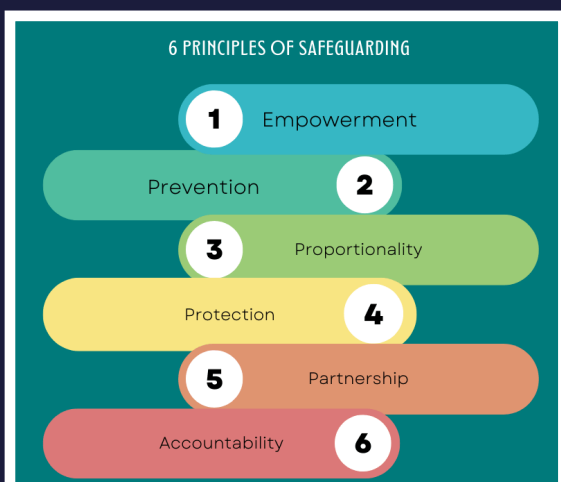 6 PRINCIPLES OF SAFEGUARDING
1 Empowerment
Prevention 2
3 Proportionality
Protection 4
5 Partnership
Accountability 6